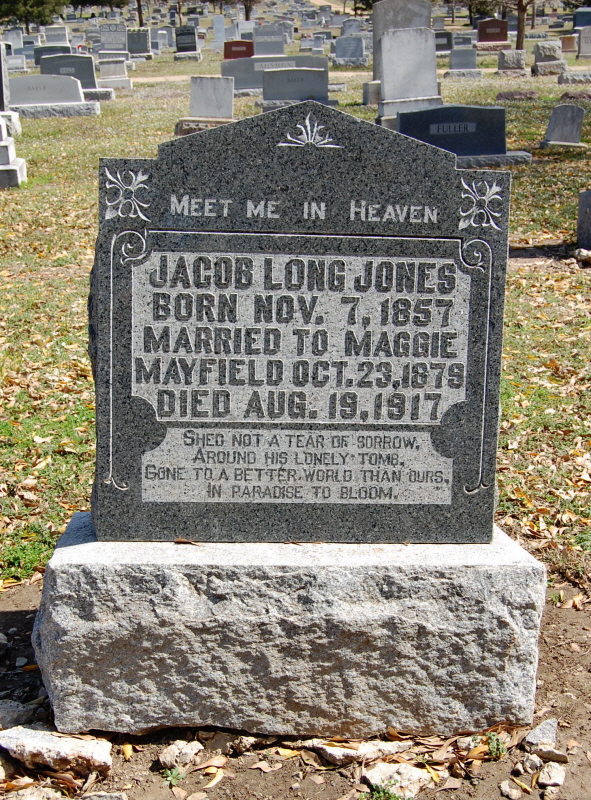 FULLER
MEET ME IN HEAVEN
JACOB LONG JONES
BORN NOV. 7, 1857
MARRIED TO MAGGIE
MAYFIELD OCT. 23, 1879
DIED AUG. 19, 1917
SHED NOT A TEAR OF SORROW,
AROUND HIS LONELY TOMB,
GONE TO A BETTER WORLD THAN OURS,
IN PARADISE TO BLOOM.